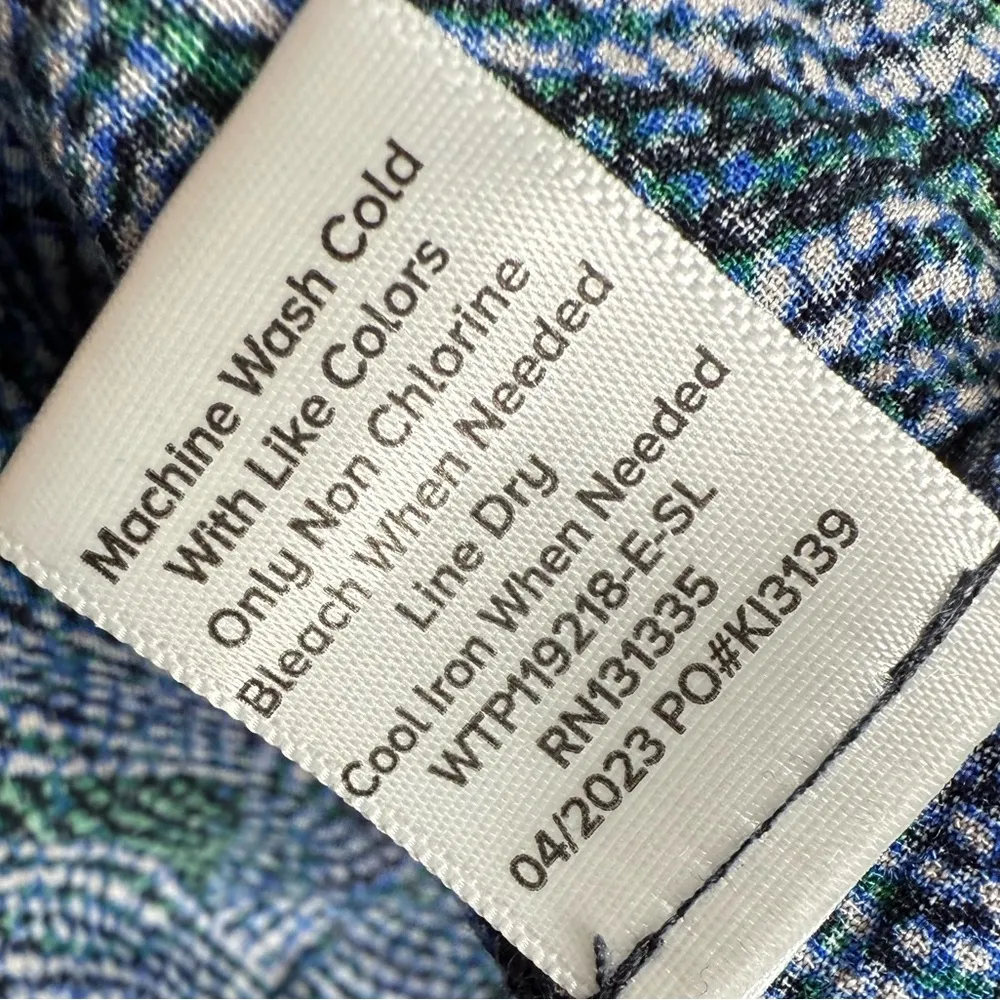 Machine Wash Cold
With Like Colors
Only Non Chlorine
Bleach When Needed
Line Dry
Cool Iron When Needed
WTP119218-E-SL
RN131335
04/2023 PO#KI3139